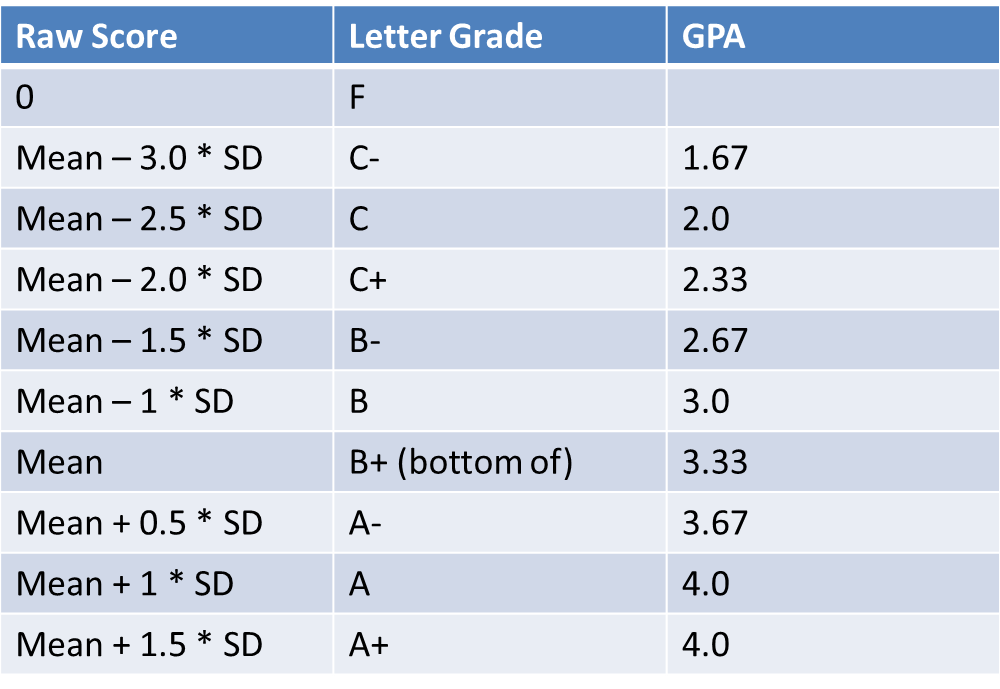 Raw Score Letter Grade GPA
0 F
Mean – 3.0 * SD C- 1.67
Mean – 2.5 * SD C 2.0
Mean – 2.0 * SD C+ 2.33
Mean – 1.5 * SD B- 2.67
Mean – 1 * SD B 3.0
Mean B+ (bottom of) 3.33
Mean + 0.5 * SD A- 3.67
Mean + 1 * SD A 4.0
Mean + 1.5 * SD A+ 4.0